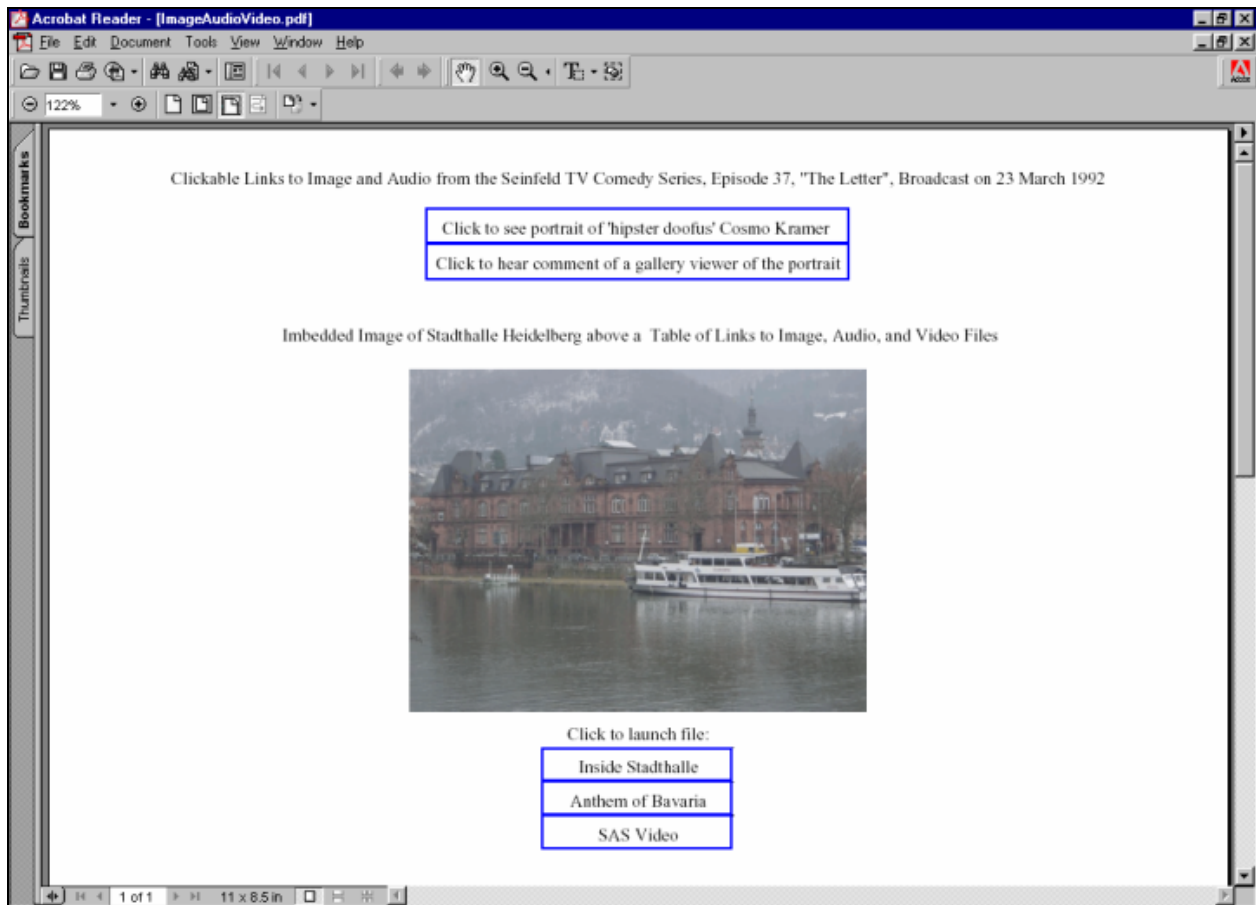 Acrobat Reader - [ImageAudioVideo.pdf]
File Edit Document Tools View Window Help
Adobe
122%
Bookmarks
Thumbnails
Clickable Links to Image and Audio from the Seinfeld TV Comedy Series, Episode 37, "The Letter", Broadcast on 23 March 1992
Click to see portrait of 'hipster doofus' Cosmo Kramer
Click to hear comment of a gallery viewer of the portrait
Imbedded Image of Stadthalle Heidelberg above a Table of Links to Image, Audio, and Video Files
Click to launch file:
Inside Stadthalle
Anthem of Bavaria
SAS Video
1 of 1 11 x 8.5 in